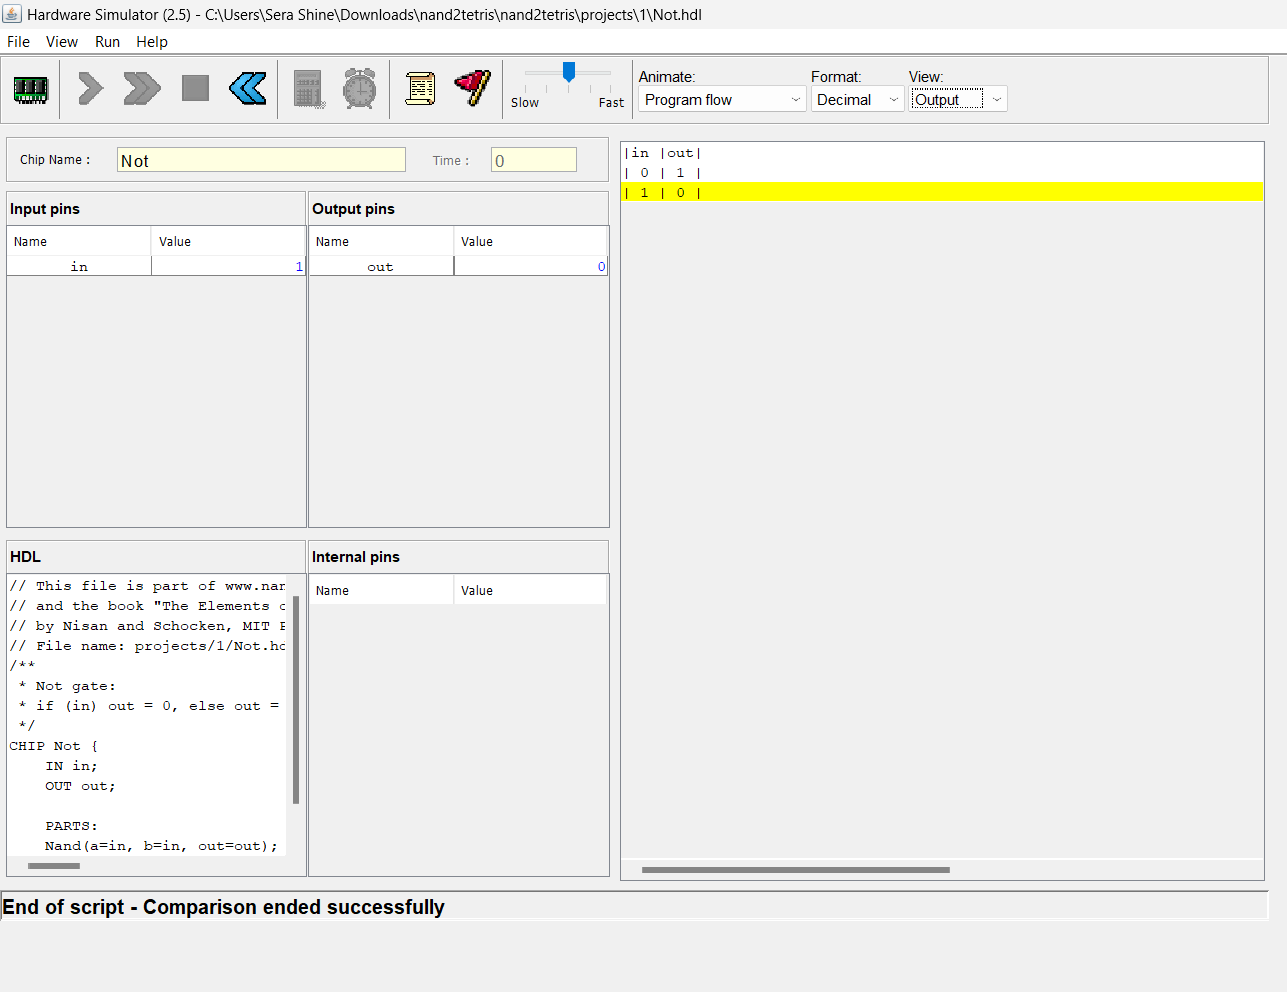 Hardware Simulator (2.5) - C:\Users\Sera Shine\Downloads\nand2tetris\nand2tetris\projects\1\Not.hdl
File View Run Help
Slow Fast
Animate: Format: View:
Program flow Decimal Output
Chip Name : Not Time : 0
Input pins
Name Value
in 1
Output pins
Name Value
out 0
HDL
// This file is part of www.nan
// and the book "The Elements o
// by Nisan and Schocken, MIT P
// File name: projects/1/Not.hd
/**
 * Not gate:
 * if (in) out = 0, else out =
 */
CHIP Not {
    IN in;
    OUT out;
    PARTS:
    Nand(a=in, b=in, out=out);
Internal pins
Name Value
|in |out|
| 0 | 1 |
| 1 | 0 |
End of script - Comparison ended successfully